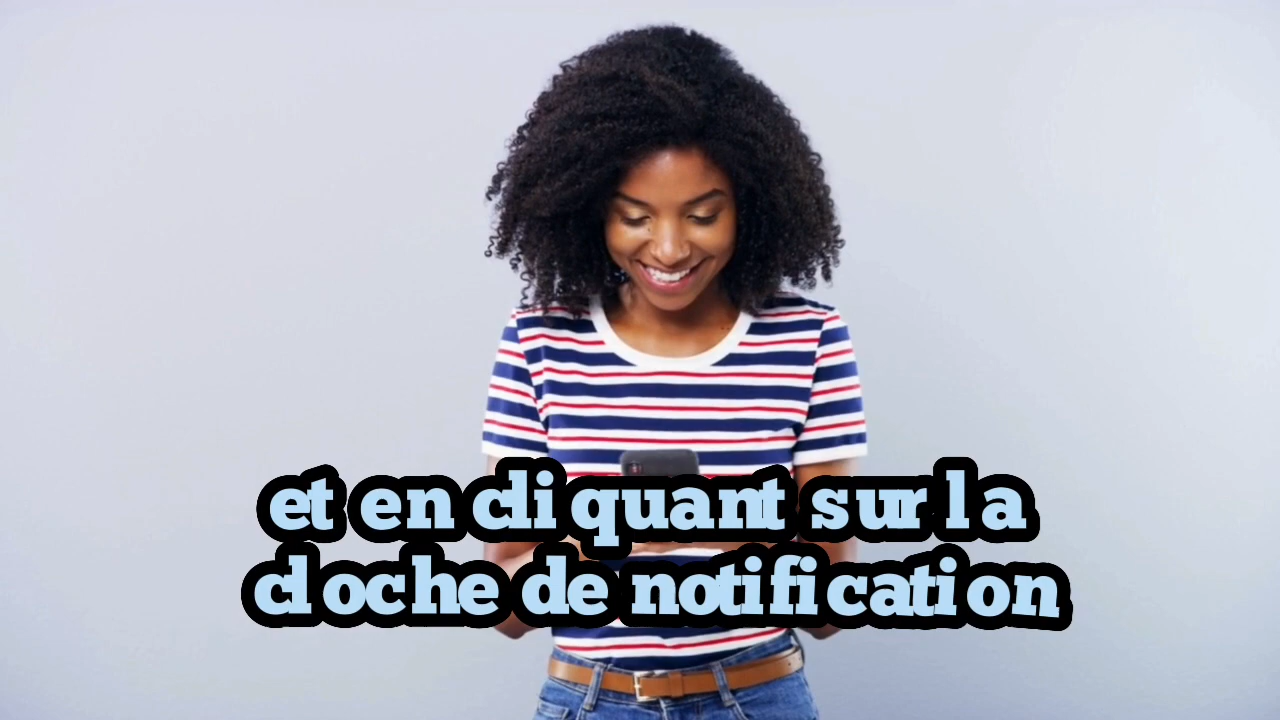 et en cliquant sur la
cloche de notification